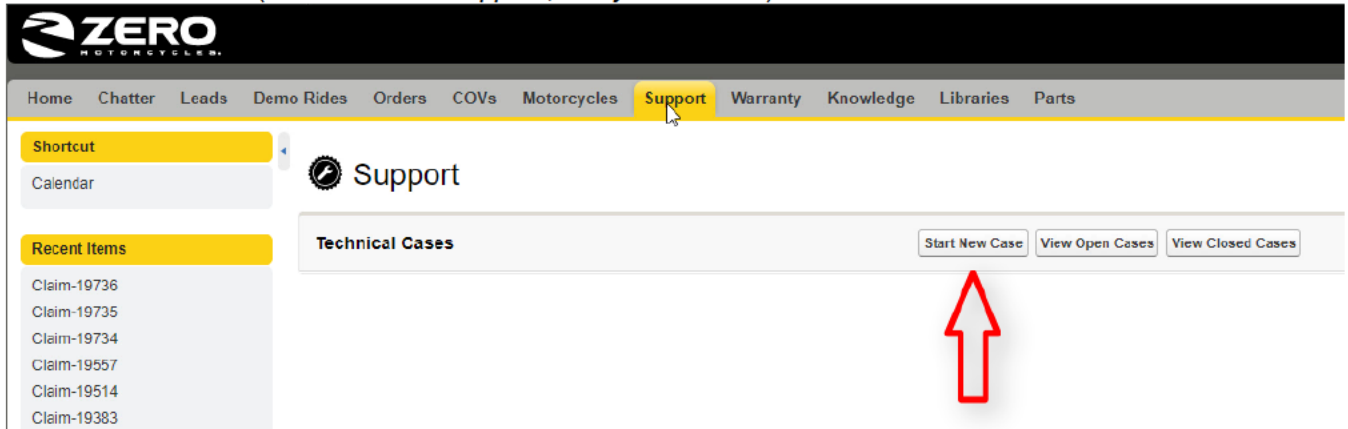 ZERO
MOTORCYCLES.
Home Chatter Leads Demo Rides Orders COVs Motorcycles Support Warranty Knowledge Libraries Parts
Shortcut
Calendar
Support
Recent Items
Technical Cases Start New Case View Open Cases View Closed Cases
Claim-19736
Claim-19735
Claim-19734
Claim-19557
Claim-19514
Claim-19383